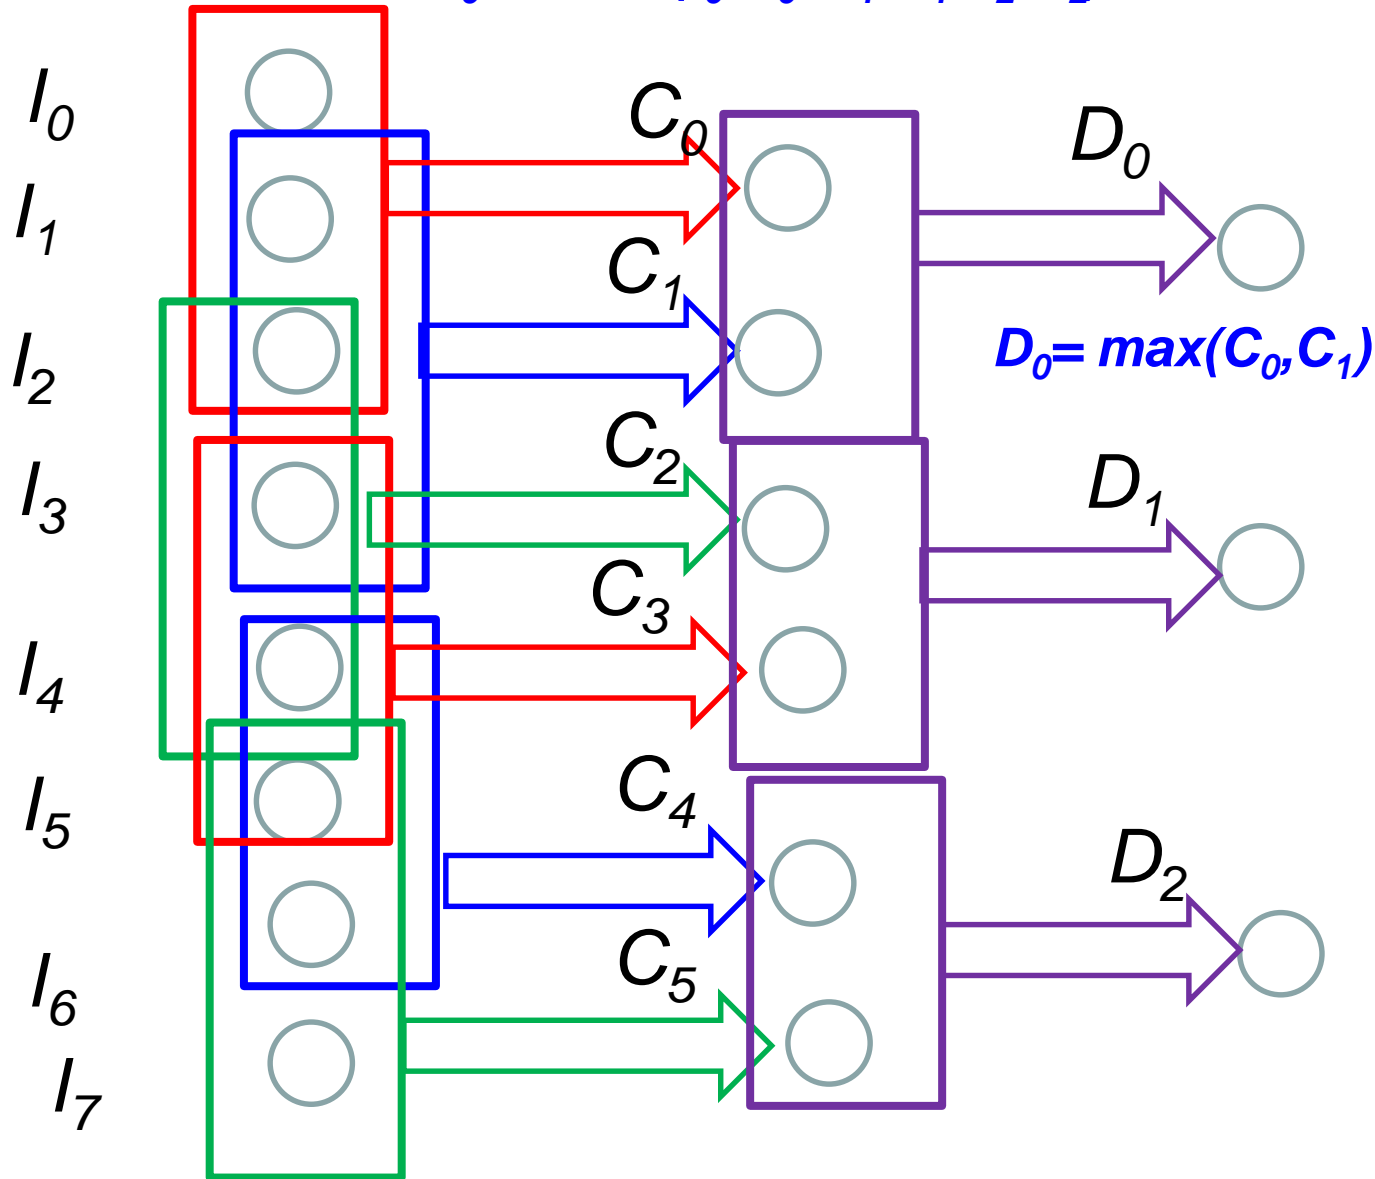 I₀
C₀
D₀
I₁
C₁
D₀= max(C₀,C₁)
I₂
C₂
I₃
D₁
C₃
I₄
C₄
I₅
D₂
C₅
I₆
I₇